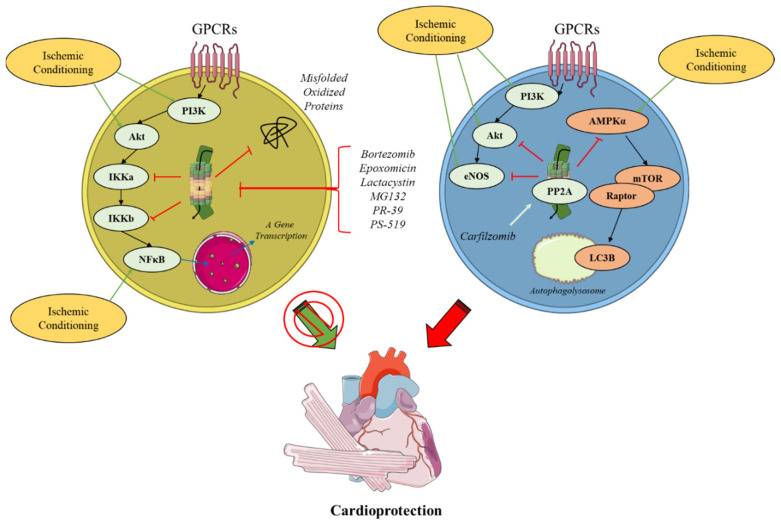 GPCRs
Ischemic
Conditioning
Misfolded
Oxidized
Proteins
PI3K
Akt
IKKa
IKKb
NFκB
A Gene
Transcription
Ischemic
Conditioning
Bortezomib
Epoxomicin
Lactacystin
MG132
PR-39
PS-519
Ischemic
Conditioning
GPCRs
Ischemic
Conditioning
PI3K
Akt
eNOS
PP2A
Carfilzomib
AMPKα
mTOR
Raptor
LC3B
Autophagolysosome
Cardioprotection